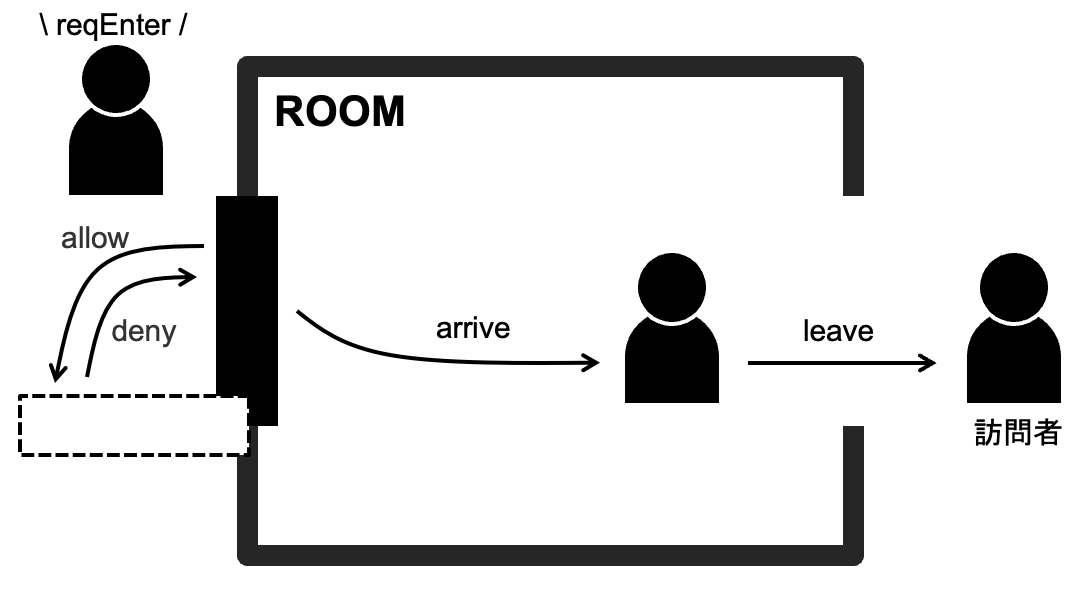 \ reqEnter /
ROOM
allow
deny
arrive
leave
訪問者